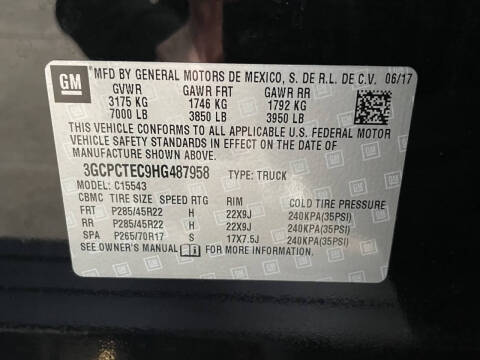 GM MFD BY GENERAL MOTORS DE MEXICO, S. DE R.L. DE C.V. 06/17
GVWR GAWR FRT GAWR RR
3175 KG 1746 KG 1792 KG
7000 LB 3850 LB 3950 LB
THIS VEHICLE CONFORMS TO ALL APPLICABLE U.S. FEDERAL MOTOR
VEHICLE SAFETY STANDARDS IN EFFECT ON THE DATE OF
MANUFACTURE SHOWN ABOVE.
3GCPCTEC9HG487958 TYPE: TRUCK
MODEL: C15543
CBMC TIRE SIZE SPEED RTG RIM COLD TIRE PRESSURE
FRT P285/45R22 H 22X9J 240KPA(35PSI)
RR P285/45R22 H 22X9J 240KPA(35PSI)
SPA P265/70R17 S 17X7.5J 240KPA(35PSI)
SEE OWNER'S MANUAL FOR MORE INFORMATION.